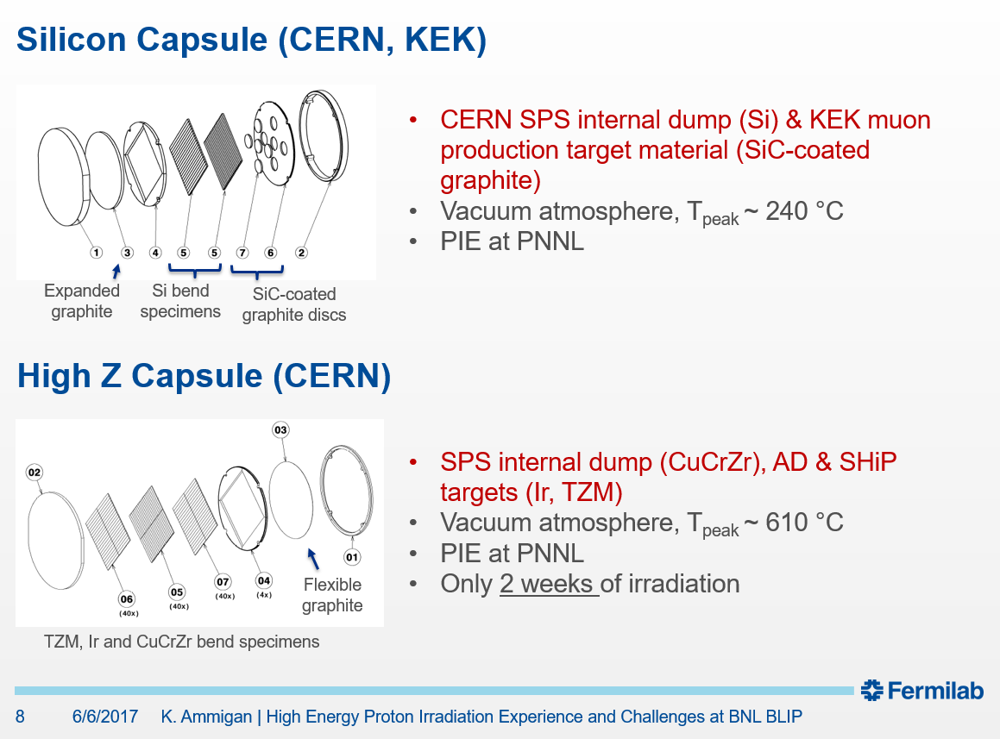 Silicon Capsule (CERN, KEK)
• CERN SPS internal dump (Si) & KEK muon
production target material (SiC-coated
graphite)
• Vacuum atmosphere, Tpeak ~ 240 °C
• PIE at PNNL
1 3 4 5 5 7 6 2
Expanded
graphite
Si bend
specimens
SiC-coated
graphite discs
High Z Capsule (CERN)
03
02
01
07
(40x)
04
(4x)
05
(40x)
06
(40x)
Flexible
graphite
TZM, Ir and CuCrZr bend specimens
• SPS internal dump (CuCrZr), AD & SHiP
targets (Ir, TZM)
• Vacuum atmosphere, Tpeak ~ 610 °C
• PIE at PNNL
• Only 2 weeks of irradiation
Fermilab
8 6/6/2017 K. Ammigan | High Energy Proton Irradiation Experience and Challenges at BNL BLIP